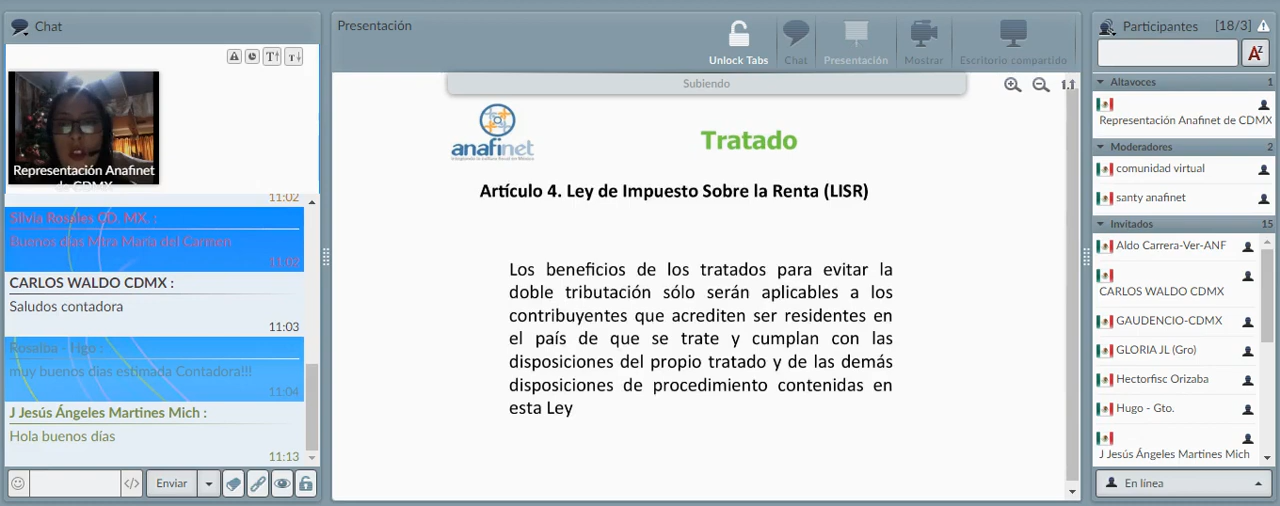 Chat
Representación Anafinet
de CDMX
11:02
Silvia Rosales CD. MX. :
Buenos días Mtra María del Carmen
11:02
CARLOS WALDO CDMX :
Saludos contadora
11:03
Rosalba - Hgo :
muy buenos días estimada Contadora!!!
11:04
J Jesús Ángeles Martines Mich :
Hola buenos días
11:13
Enviar
Presentación
Unlock Tabs
Chat
Presentación
Mostrar
Escritorio compartido
Subiendo
1.1
anafinet
Tratado
Artículo 4. Ley de Impuesto Sobre la Renta (LISR)
Los beneficios de los tratados para evitar la
doble tributación sólo serán aplicables a los
contribuyentes que acrediten ser residentes en
el país de que se trate y cumplan con las
disposiciones del propio tratado y de las demás
disposiciones de procedimiento contenidas en
esta Ley
Participantes [18/3]
AZ
Altavoces 1
Representación Anafinet de CDMX
Moderadores 2
comunidad virtual
santy anafinet
Invitados 15
Aldo Carrera-Ver-ANF
CARLOS WALDO CDMX
GAUDENCIO-CDMX
GLORIA JL (Gro)
Hectorfisc Orizaba
Hugo - Gto.
J Jesús Ángeles Martines Mich
En línea